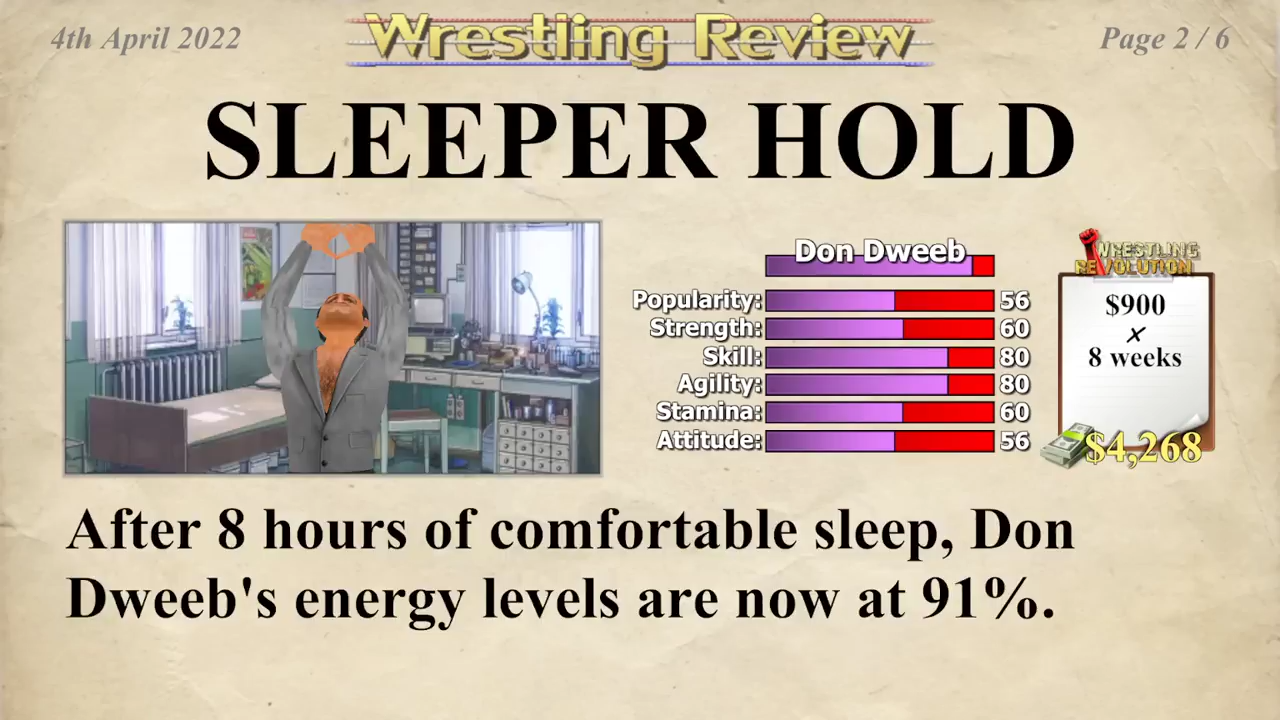 4th April 2022
Wrestling Review
Page 2 / 6
SLEEPER HOLD
Don Dweeb
Popularity: 56
Strength: 60
Skill: 80
Agility: 80
Stamina: 60
Attitude: 56
WRESTLING
REVOLUTION
$900
×
8 weeks
$4,268
After 8 hours of comfortable sleep, Don
Dweeb's energy levels are now at 91%.